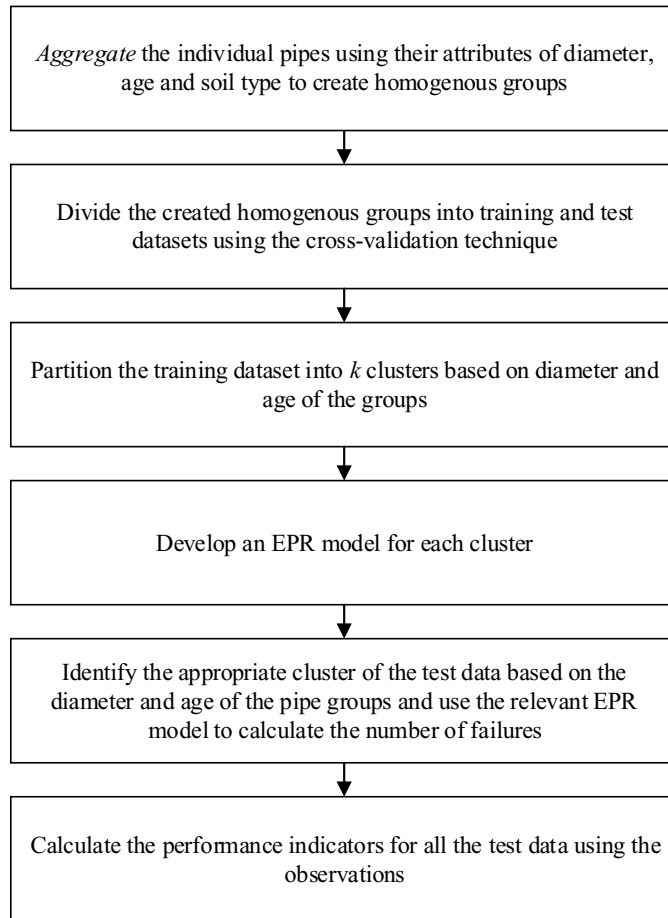 Aggregate the individual pipes using their attributes of diameter,
age and soil type to create homogenous groups
Divide the created homogenous groups into training and test
datasets using the cross-validation technique
Partition the training dataset into k clusters based on diameter and
age of the groups
Develop an EPR model for each cluster
Identify the appropriate cluster of the test data based on the
diameter and age of the pipe groups and use the relevant EPR
model to calculate the number of failures
Calculate the performance indicators for all the test data using the
observations